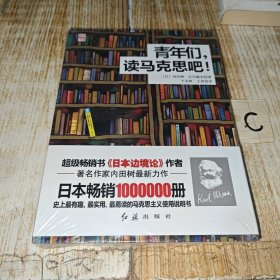 青年们，
读马克思吧！
超级畅销书《日本边境论》作者
著名作家内田树最新力作
日本畅销1000000册
史上最有趣、最实用、最易读的马克思主义使用说明书
Karl Marx
红旗出版社
C